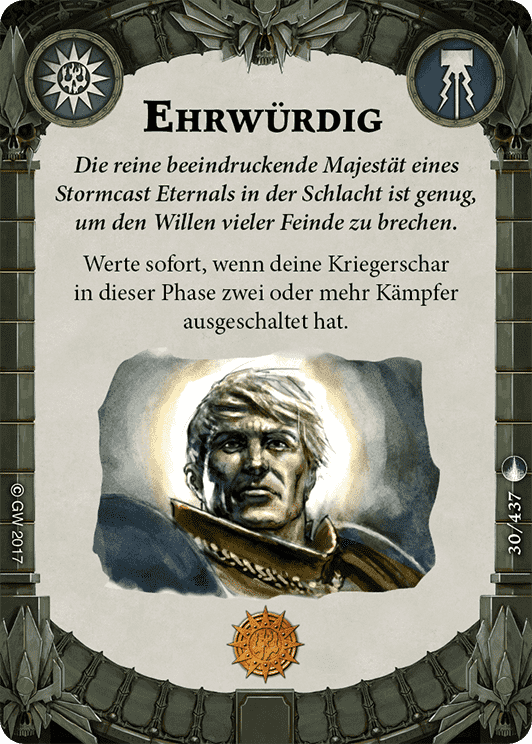 Ehrwürdig
Die reine beeindruckende Majestät eines
Stormcast Eternals in der Schlacht ist genug,
um den Willen vieler Feinde zu brechen.
Werte sofort, wenn deine Kriegerschar
in dieser Phase zwei oder mehr Kämpfer
ausgeschaltet hat.
© GW 2017
30/437